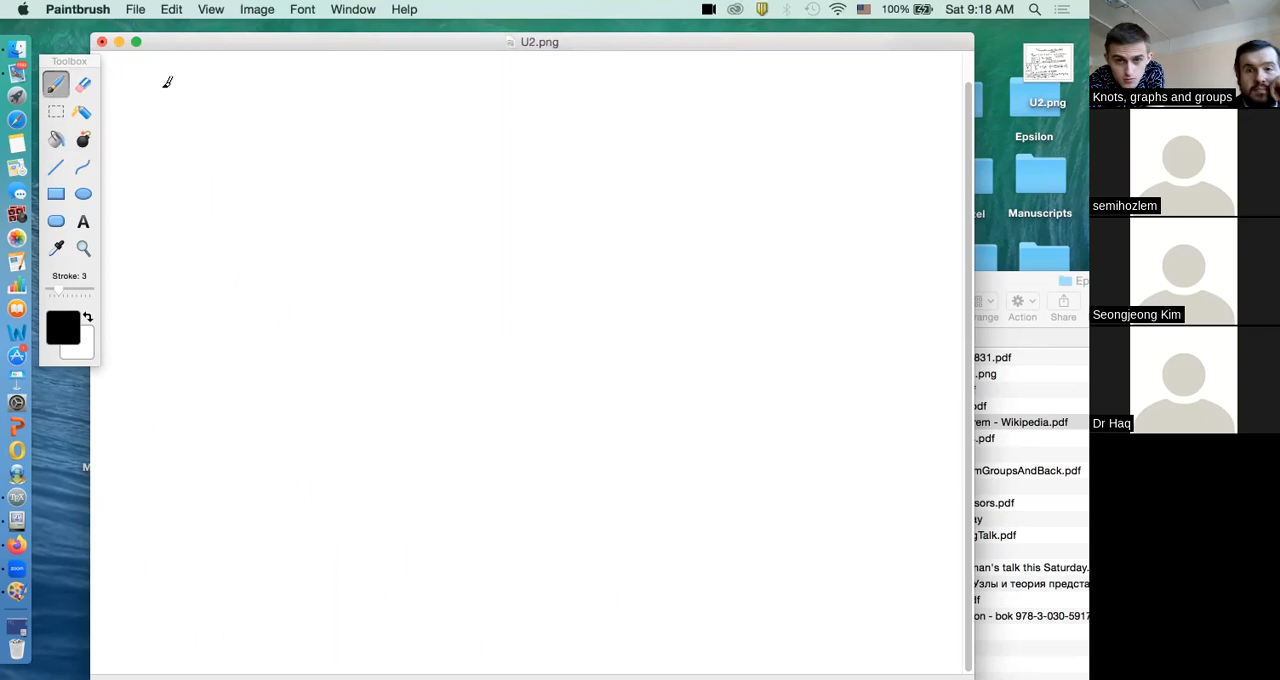 Paintbrush File Edit View Image Font Window Help 100% Sat 9:18 AM
U2.png
Toolbox
A
Stroke: 3
U2.png
Epsilon
Manuscripts
Action
Share
831.pdf
.png
rem - Wikipedia.pdf
mGroupsAndBack.pdf
sors.pdf
gTalk.pdf
nan's talk this Saturday.
Узлы и теория предста
on - bok 978-3-030-5917
Knots, graphs and groups
semihozlem
Seongjeong Kim
Dr Haq